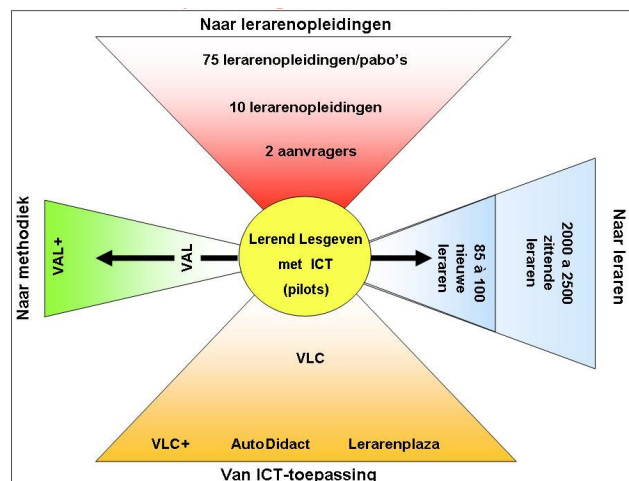 Naar lerarenopleidingen
75 lerarenopleidingen/pabo's
10 lerarenopleidingen
2 aanvragers
Naar methodiek
VAL+
VAL
Lerend Lesgeven
met ICT
(pilots)
85 à 100
nieuwe
leraren
2000 a 2500
zittende
leraren
Naar leraren
VLC
VLC+ AutoDidact Lerarenplaza
Van ICT-toepassing